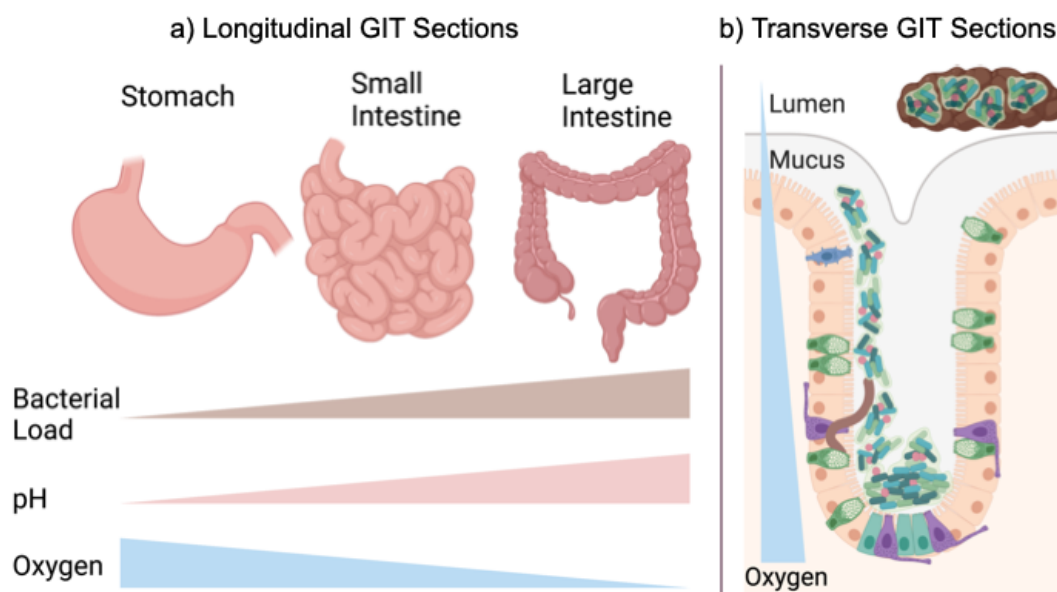 a) Longitudinal GIT Sections
Stomach
Small
Intestine
Large
Intestine
Bacterial
Load
pH
Oxygen
b) Transverse GIT Sections
Lumen
Mucus
Oxygen